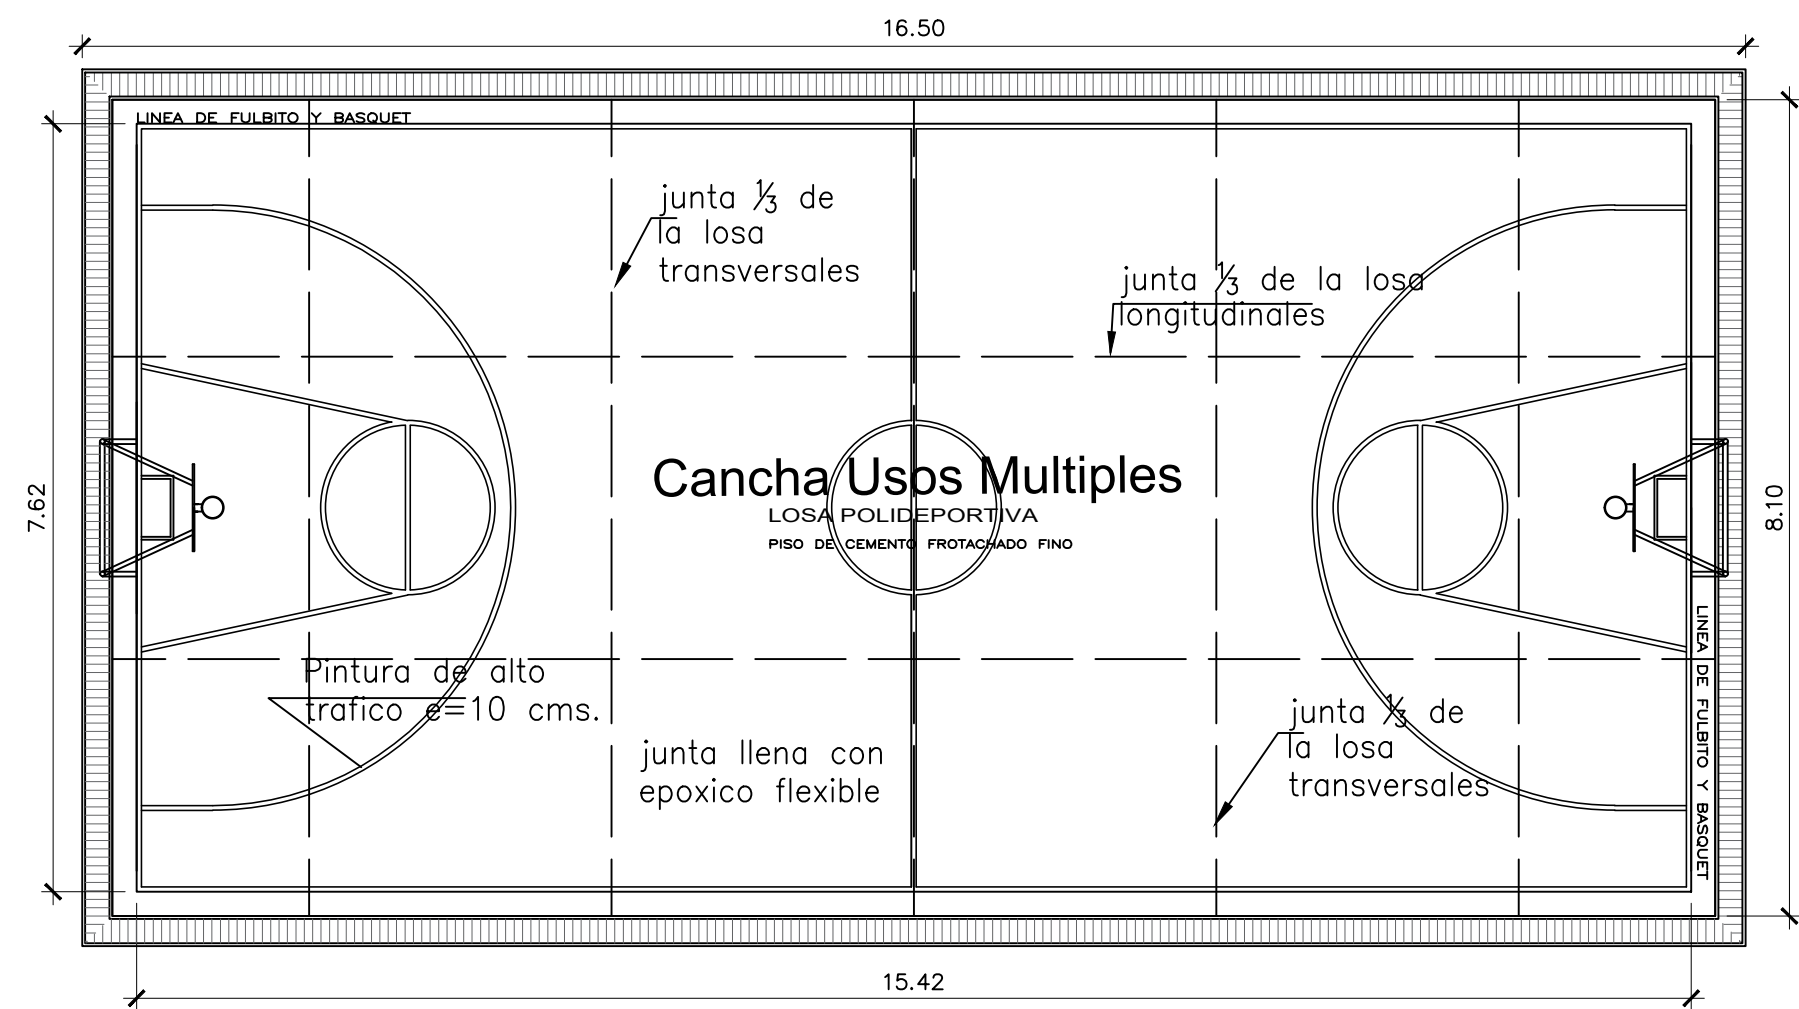 16.50
LINEA DE FULBITO Y BASQUET
junta ⅓ de
la losa
transversales
junta ⅓ de la losa
longitudinales
7.62
Cancha Usos Multiples
LOSA POLIDEPORTIVA
PISO DE CEMENTO FROTACHADO FINO
8.10
LINEA DE FULBITO Y BASQUET
Pintura de alto
trafico e=10 cms.
junta llena con
epoxico flexible
junta ⅓ de
la losa
transversales
15.42